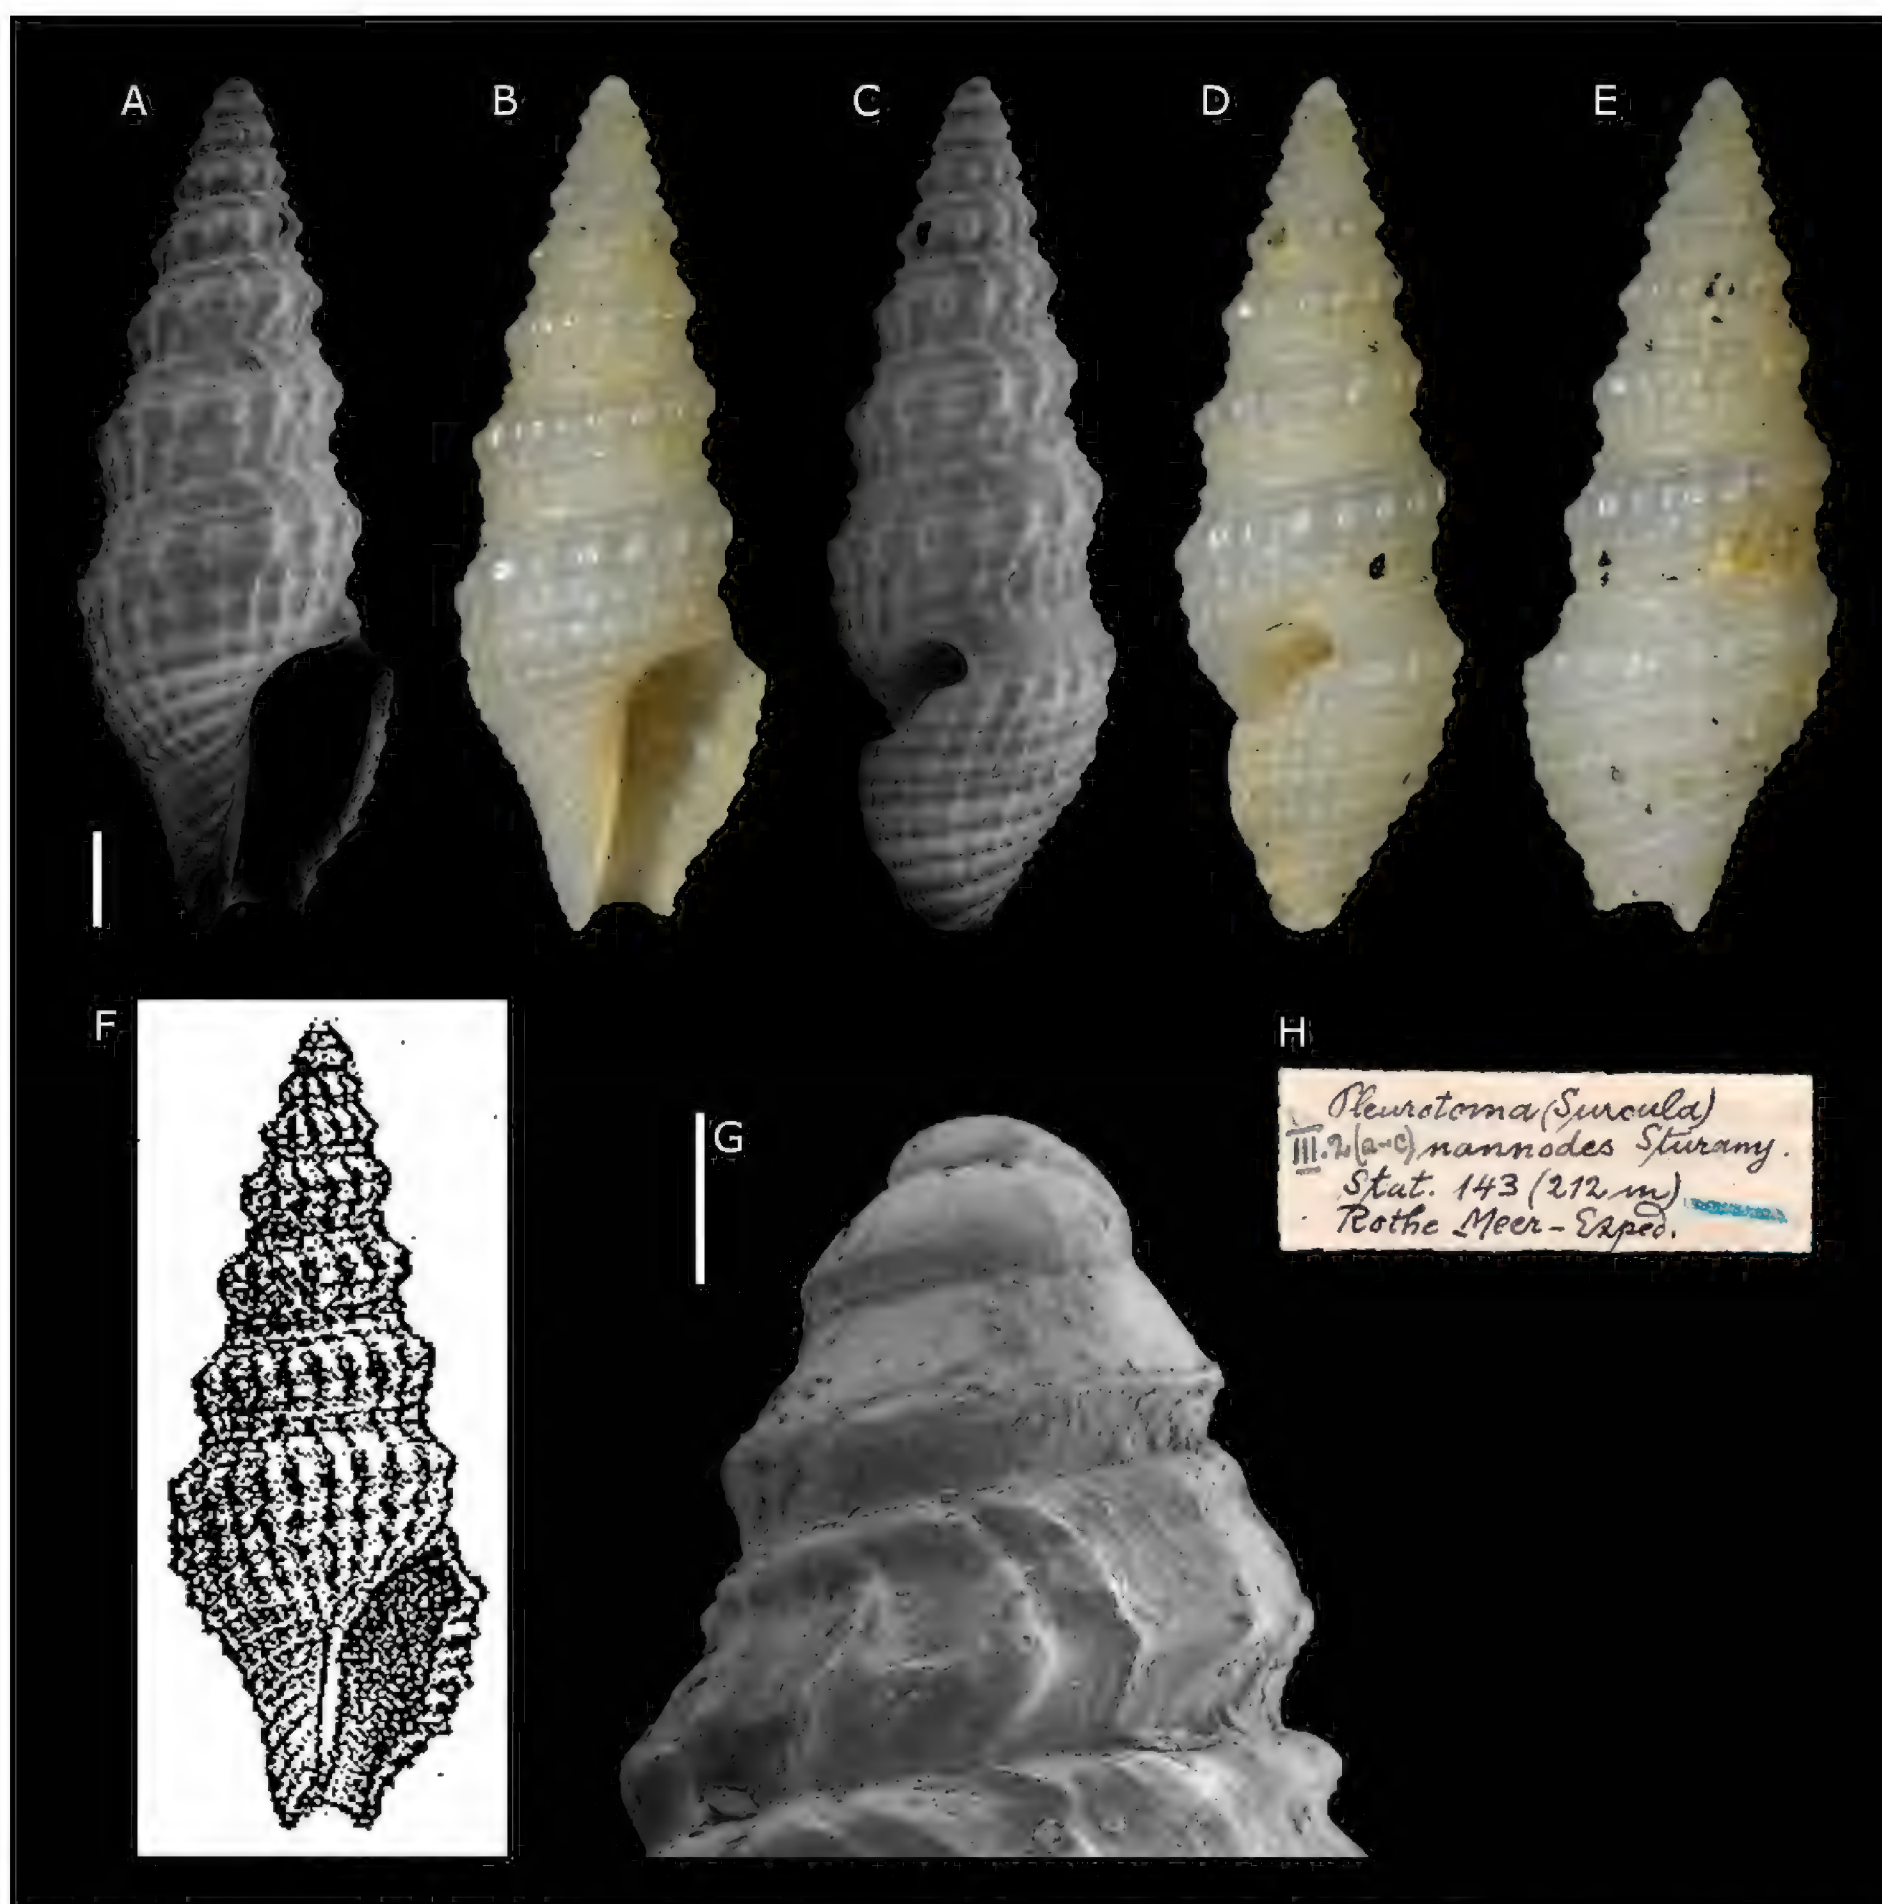 A
B
C
D
E
F
G
H
Pleurotoma (Surcula)
III.2(a-c) nannodes Sturany.
Stat. 143 (212 m)
Rothe Meer-Exped.